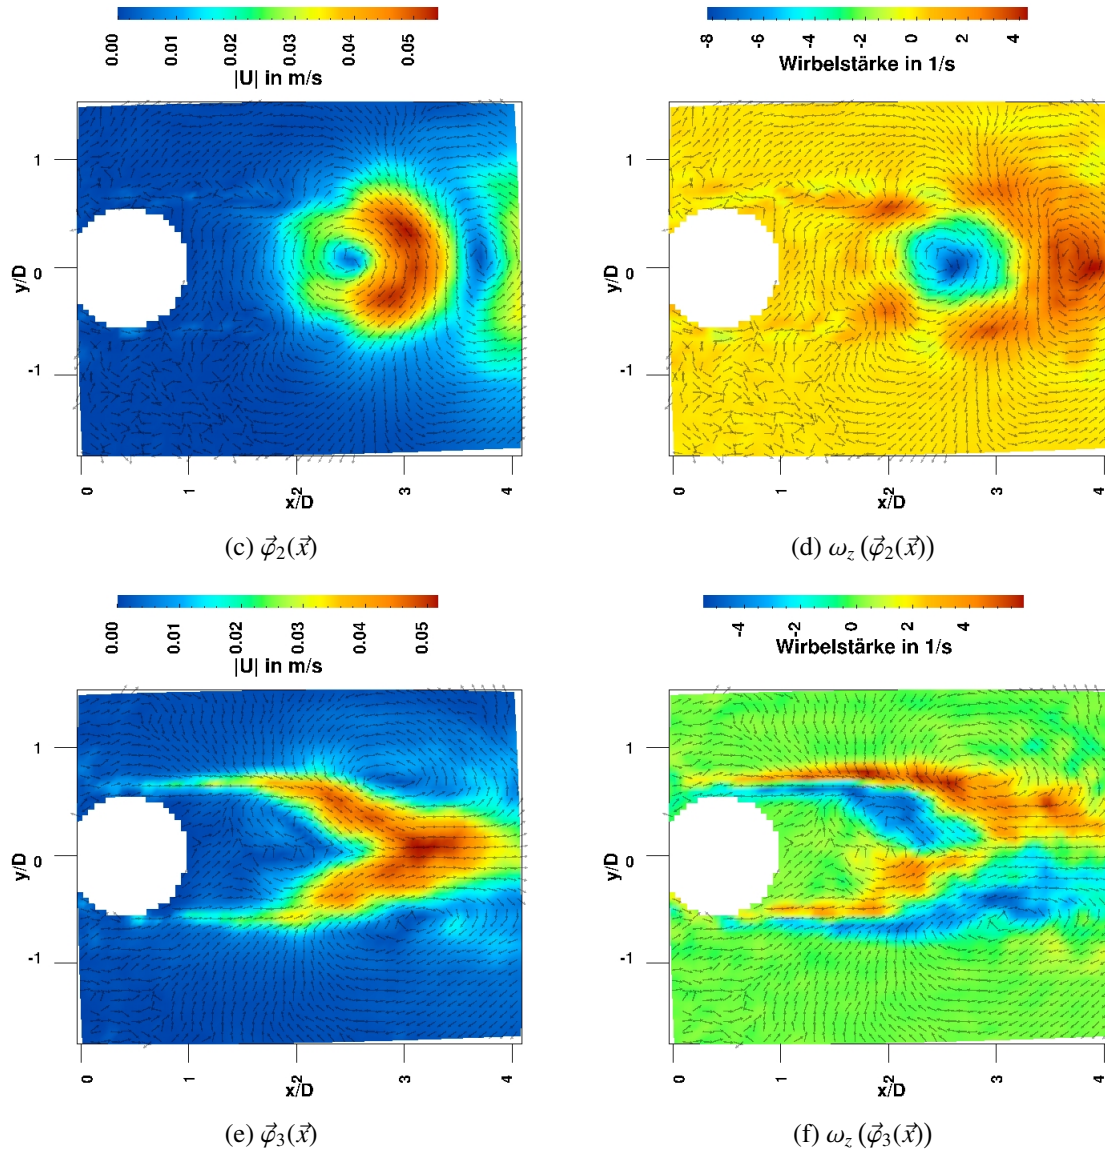 0.00 0.01 0.02 0.03 0.04 0.05
|U| in m/s
-8 -6 -4 -2 0 2 4
Wirbelstärke in 1/s
1
0
-1
y/D
0 1 2 3 4
x/D
1
0
-1
y/D
0 1 2 3 4
x/D
(c) φ⃗₂(x⃗)
(d) ω_z (φ⃗₂(x⃗))
0.00 0.01 0.02 0.03 0.04 0.05
|U| in m/s
-4 -2 0 2 4
Wirbelstärke in 1/s
1
0
-1
y/D
0 1 2 3 4
x/D
1
0
-1
y/D
0 1 2 3 4
x/D
(e) φ⃗₃(x⃗)
(f) ω_z (φ⃗₃(x⃗))